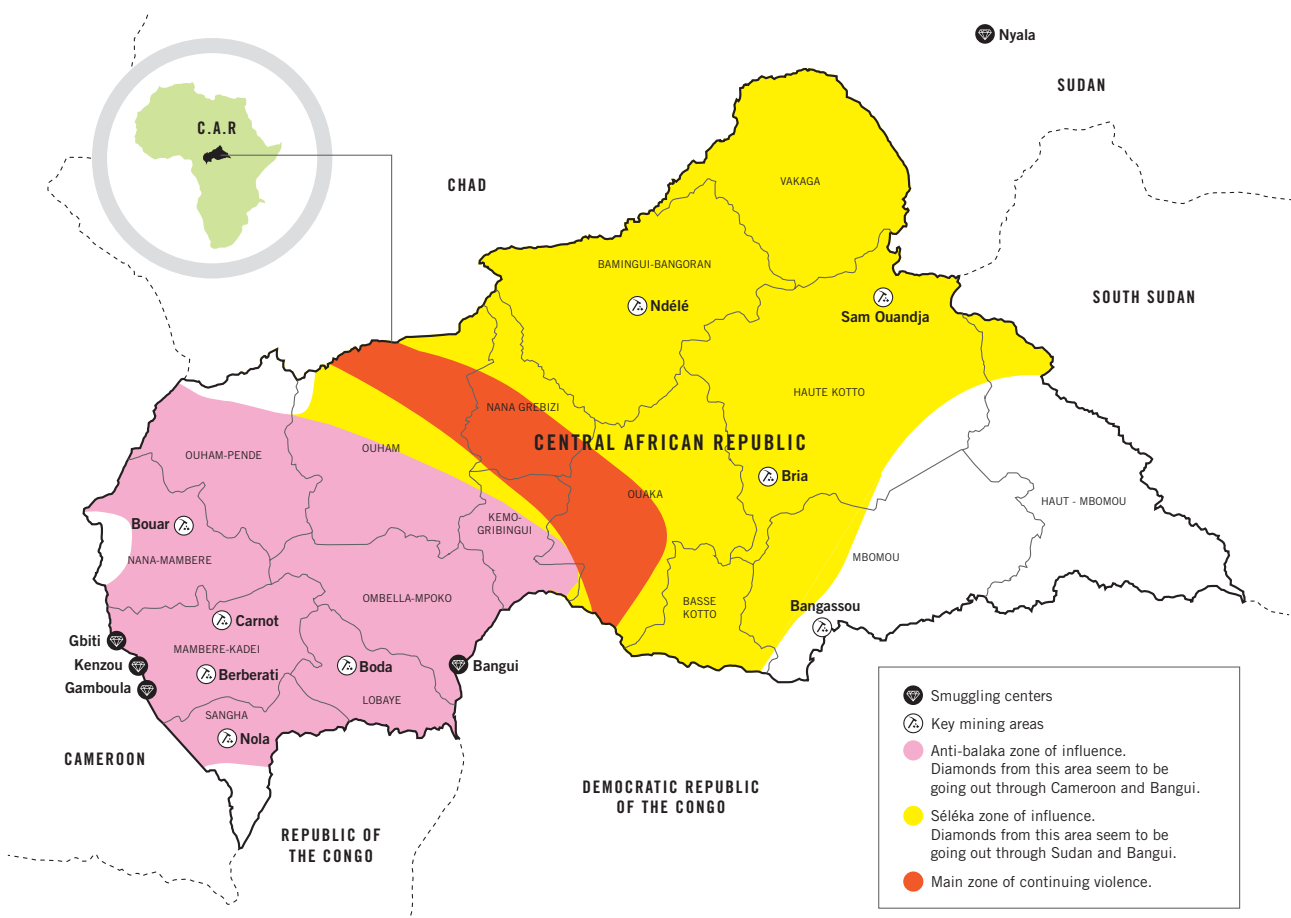 Nyala
SUDAN
C.A.R
CHAD
VAKAGA
BAMINGUI-BANGORAN
Ndélé
Sam Ouandja
SOUTH SUDAN
HAUTE KOTTO
NANA GREBIZI
CENTRAL AFRICAN REPUBLIC
OUHAM-PENDE
OUHAM
Bria
OUAKA
HAUT - MBOMOU
Bouar
KEMO-
GRIBINGUI
NANA-MAMBERE
MBOMOU
OMBELLA-MPOKO
BASSE
KOTTO
Bangassou
Carnot
Gbiti
MAMBERE-KADEI
Kenzou
Berberati
Boda
Bangui
Gamboula
LOBAYE
SANGHA
Nola
CAMEROON
DEMOCRATIC REPUBLIC
OF THE CONGO
REPUBLIC OF
THE CONGO
Smuggling centers
Key mining areas
Anti-balaka zone of influence.
Diamonds from this area seem to be
going out through Cameroon and Bangui.
Séléka zone of influence.
Diamonds from this area seem to be
going out through Sudan and Bangui.
Main zone of continuing violence.